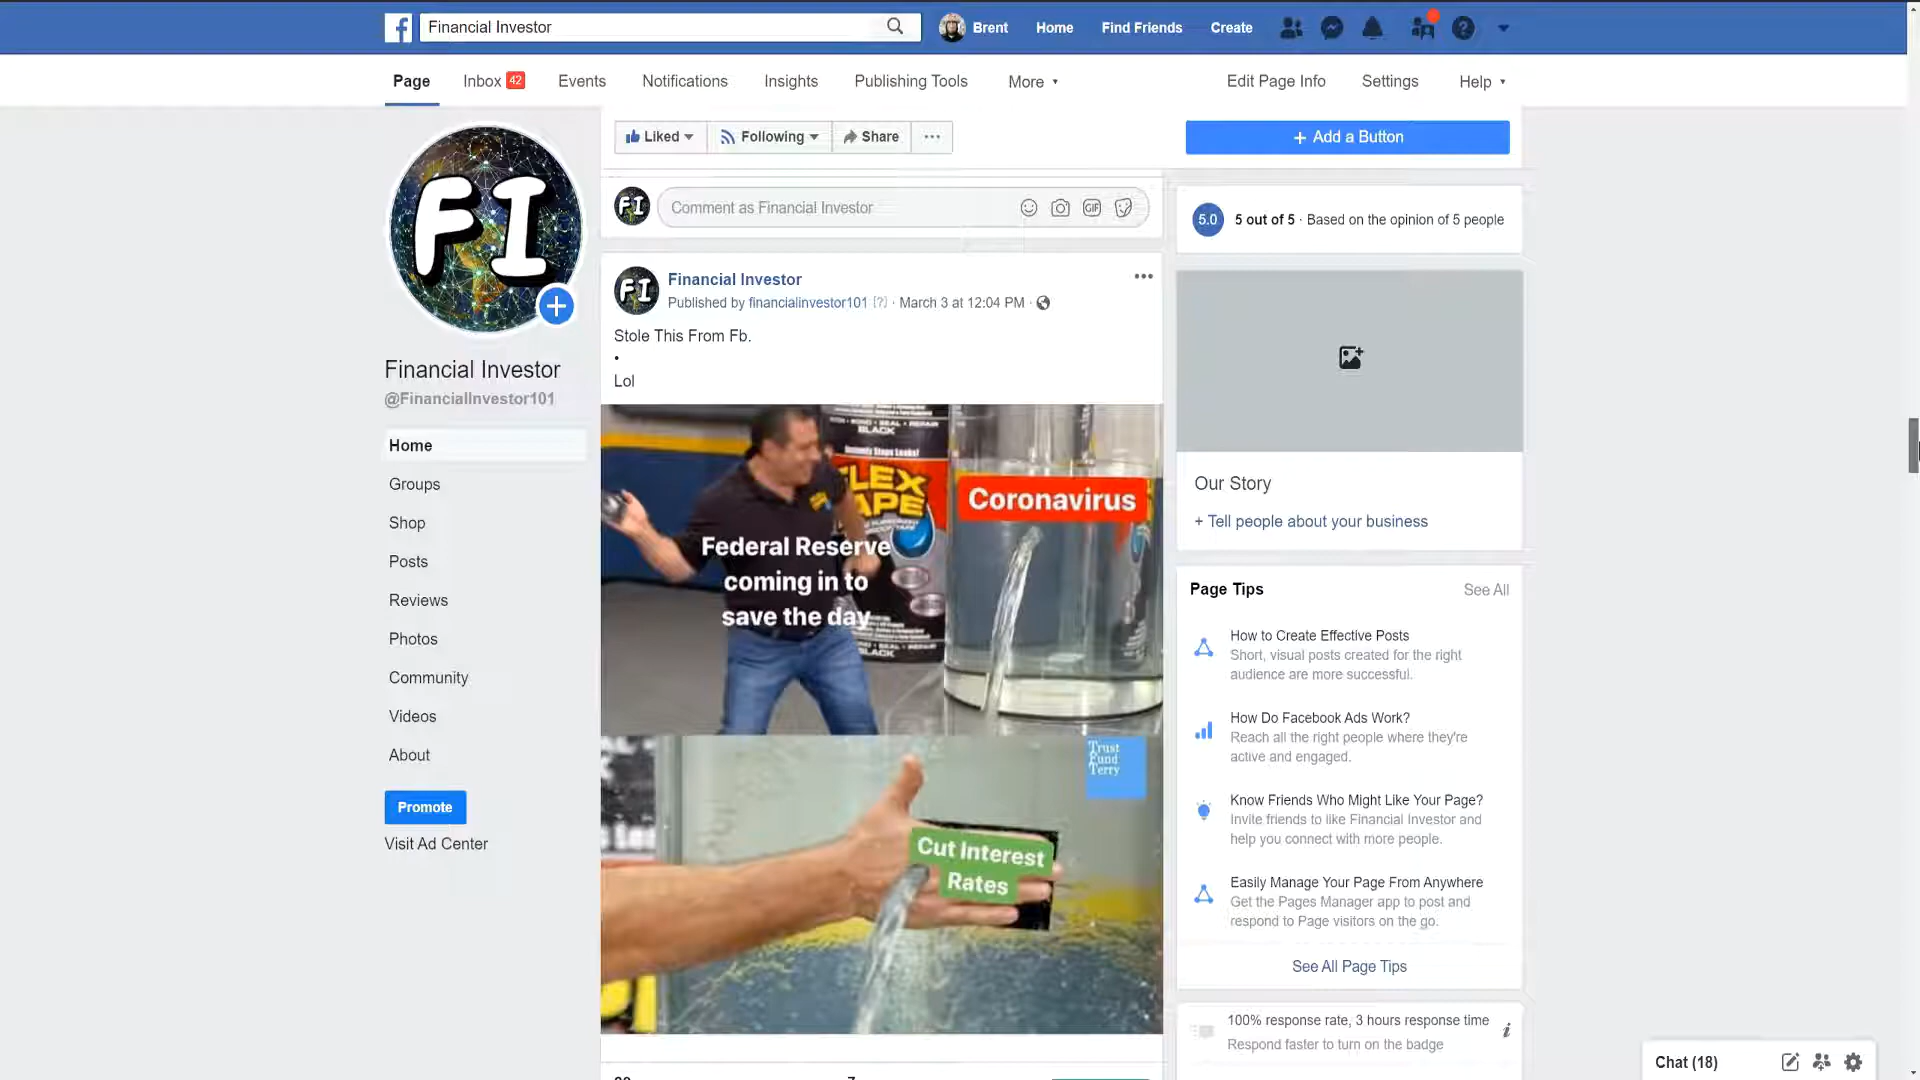 Financial Investor
Brent
Home
Find Friends
Create
Page
Inbox 42
Events
Notifications
Insights
Publishing Tools
More
Edit Page Info
Settings
Help
Liked
Following
Share
+ Add a Button
FI
Financial Investor
@FinancialInvestor101
Home
Groups
Shop
Posts
Reviews
Photos
Community
Videos
About
Promote
Visit Ad Center
FI
Comment as Financial Investor
GIF
FI
Financial Investor
Published by financialinvestor101 [?] · March 3 at 12:04 PM ·
Stole This From Fb.
•
Lol
BLACK
Instantly Stops Leaks!
FLEX
TAPE
Coronavirus
Federal Reserve
coming in to
save the day
BLACK
Trust
Fund
Terry
Cut Interest
Rates
5.0 5 out of 5 · Based on the opinion of 5 people
Our Story
+ Tell people about your business
Page Tips
See All
How to Create Effective Posts
Short, visual posts created for the right
audience are more successful.
How Do Facebook Ads Work?
Reach all the right people where they're
active and engaged.
Know Friends Who Might Like Your Page?
Invite friends to like Financial Investor and
help you connect with more people.
Easily Manage Your Page From Anywhere
Get the Pages Manager app to post and
respond to Page visitors on the go.
See All Page Tips
100% response rate, 3 hours response time
Respond faster to turn on the badge
Chat (18)